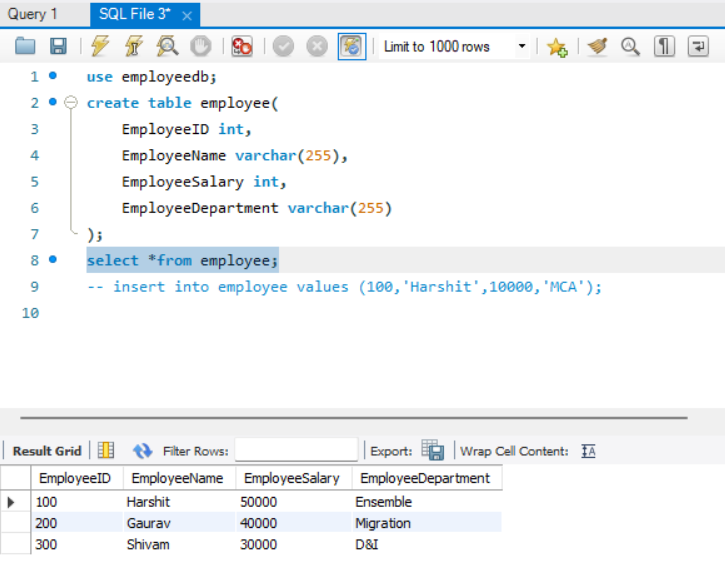 Query 1 SQL File 3*
Limit to 1000 rows
1 use employeedb;
2 create table employee(
3 EmployeeID int,
4 EmployeeName varchar(255),
5 EmployeeSalary int,
6 EmployeeDepartment varchar(255)
7 );
8 select *from employee;
9 -- insert into employee values (100,'Harshit',10000,'MCA');
10
Result Grid Filter Rows: Export: Wrap Cell Content:
EmployeeID EmployeeName EmployeeSalary EmployeeDepartment
100 Harshit 50000 Ensemble
200 Gaurav 40000 Migration
300 Shivam 30000 D&I